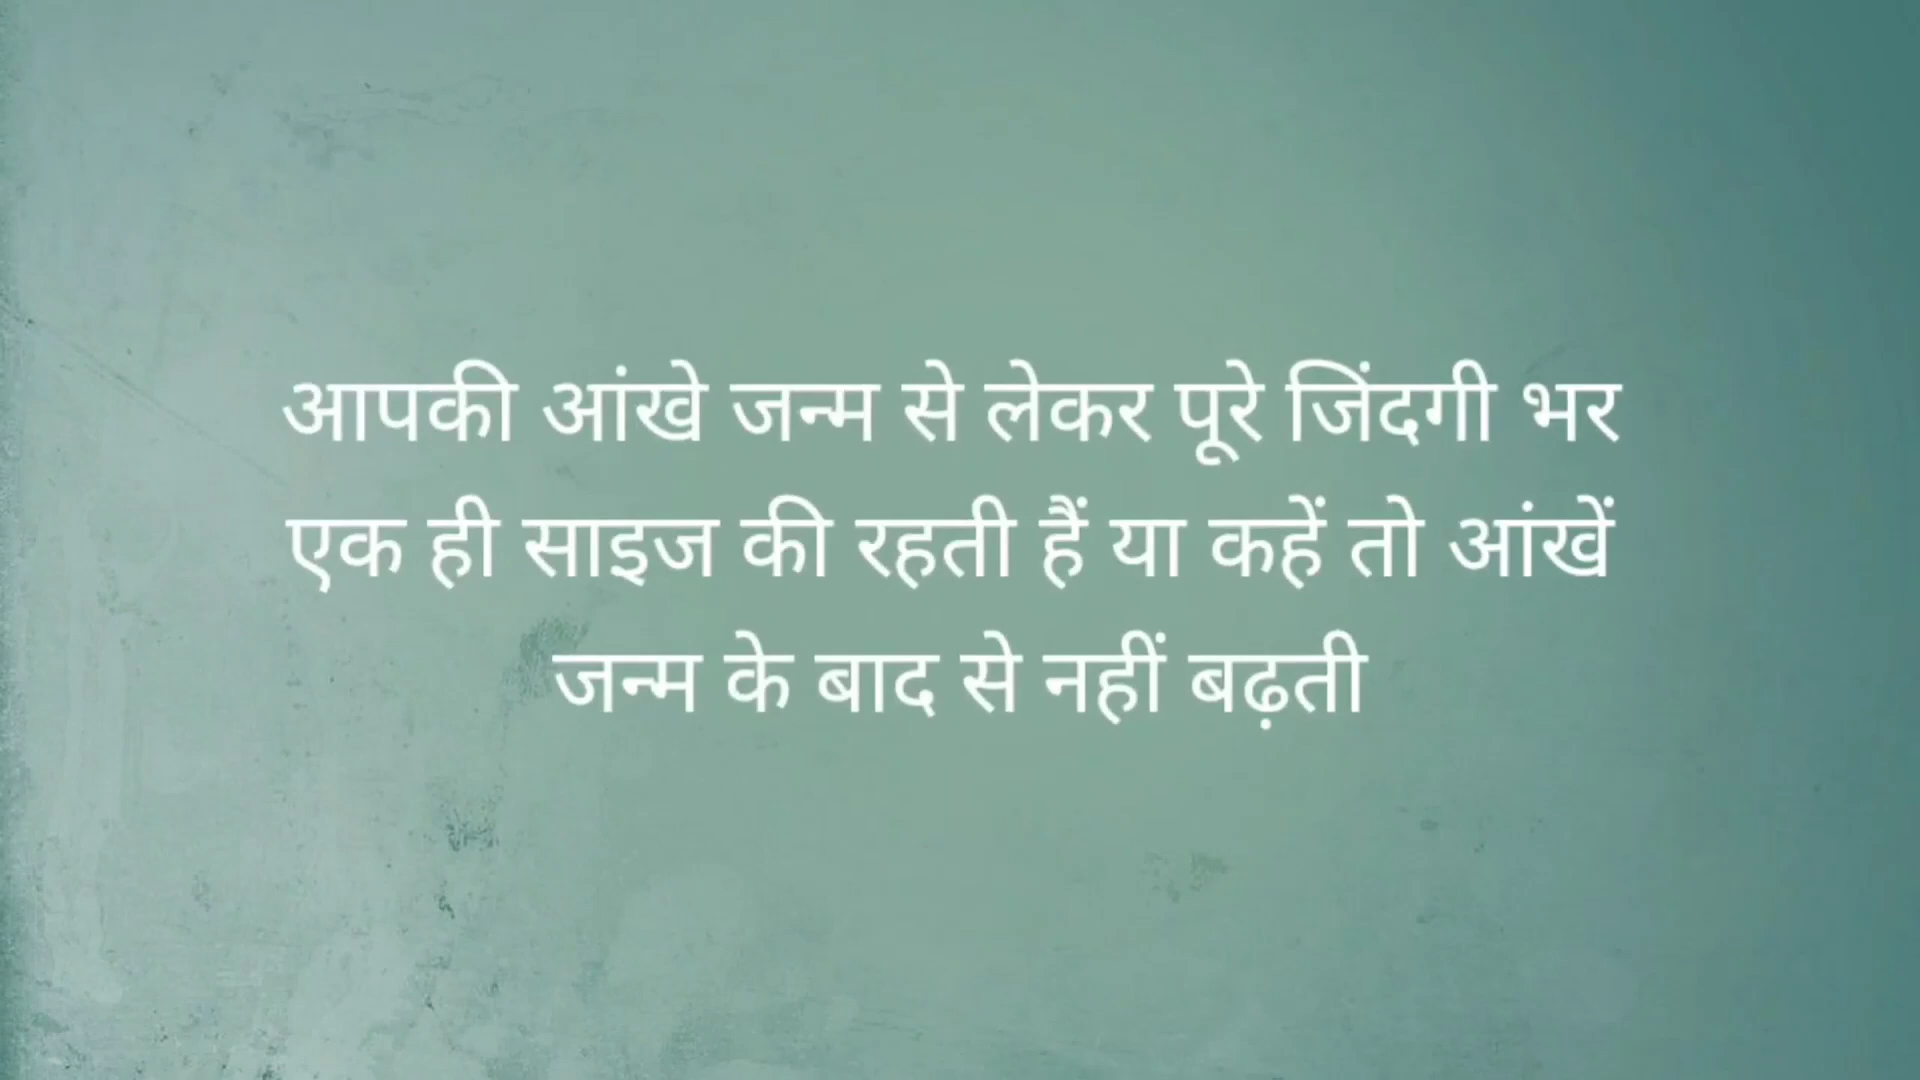 आपकी आंखे जन्म से लेकर पूरे जिंदगी भर
एक ही साइज की रहती हैं या कहें तो आंखें
जन्म के बाद से नहीं बढ़ती